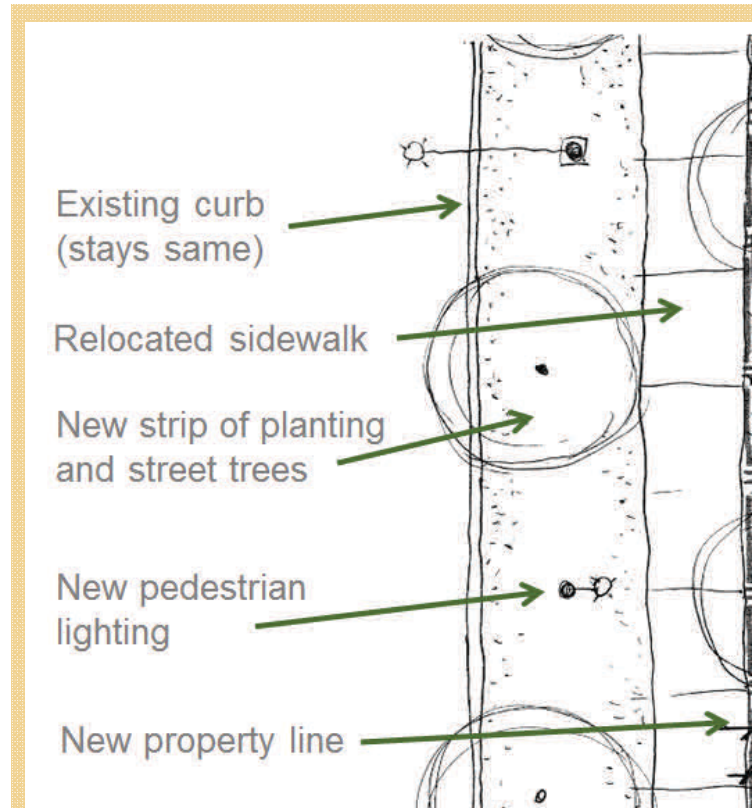 Existing curb
(stays same)
Relocated sidewalk
New strip of planting
and street trees
New pedestrian
lighting
New property line